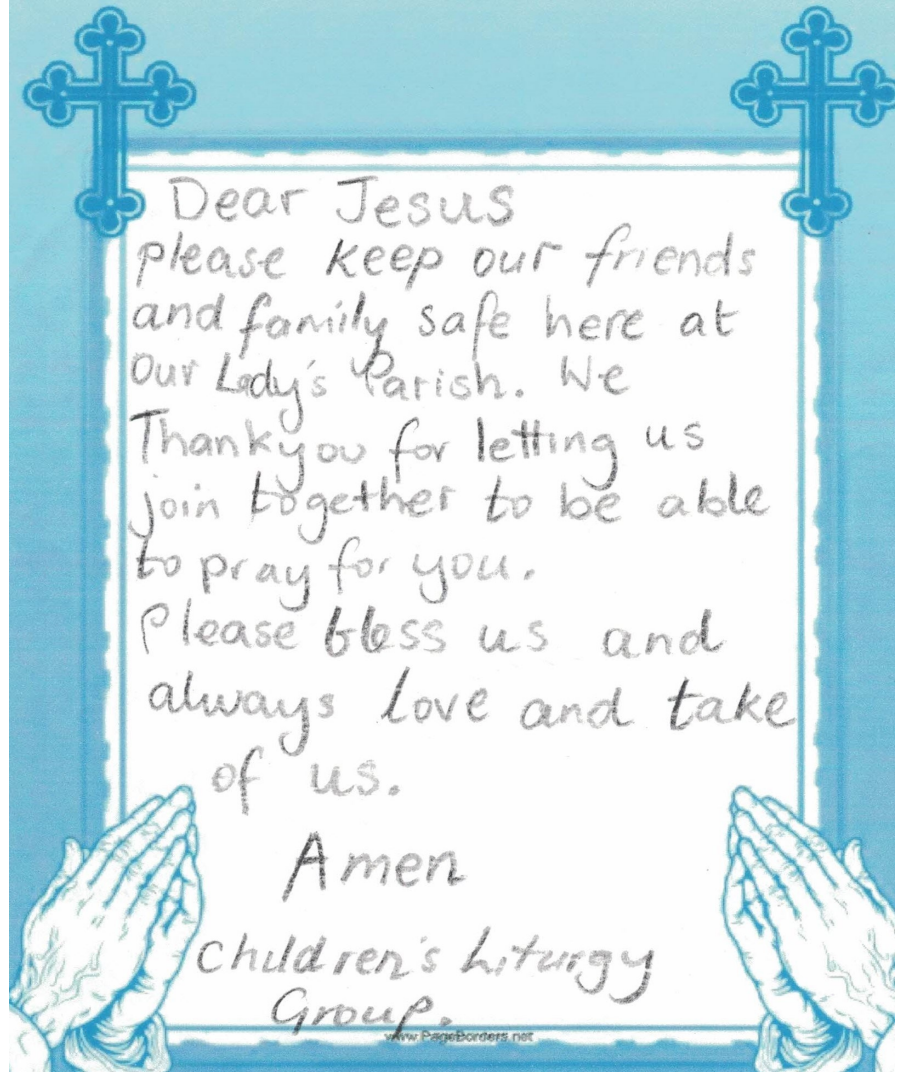 Dear Jesus
please keep our friends
and family safe here at
Our Lady's Parish. We
Thankyou for letting us
join together to be able
to pray for you.
Please bless us and
always love and take
of us.
Amen
Children's Liturgy
Group.
www.PageBorders.net